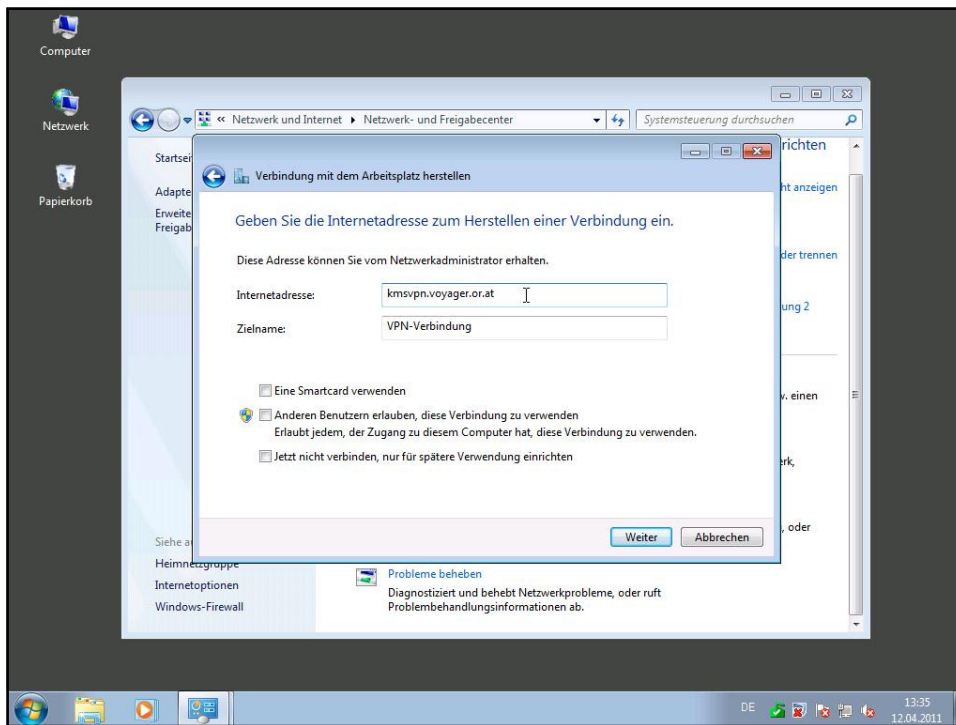 Computer
Netzwerk
Papierkorb
« Netzwerk und Internet Netzwerk- und Freigabecenter
Systemsteuerung durchsuchen
Verbindung mit dem Arbeitsplatz herstellen
Geben Sie die Internetadresse zum Herstellen einer Verbindung ein.
Diese Adresse können Sie vom Netzwerkadministrator erhalten.
Internetadresse: kmsvpn.voyager.or.at
Zielname: VPN-Verbindung
Eine Smartcard verwenden
Anderen Benutzern erlauben, diese Verbindung zu verwenden
Erlaubt jedem, der Zugang zu diesem Computer hat, diese Verbindung zu verwenden.
Jetzt nicht verbinden, nur für spätere Verwendung einrichten
Weiter Abbrechen
Startsei
Adapte
Erweite
Freigab
richten
ht anzeigen
der trennen
ung 2
v. einen
erk,
, oder
Siehe au
Heimnetzgruppe
Internetoptionen
Windows-Firewall
Probleme beheben
Diagnostiziert und behebt Netzwerkprobleme, oder ruft
Problembehandlungsinformationen ab.
DE
13:35
12.04.2011